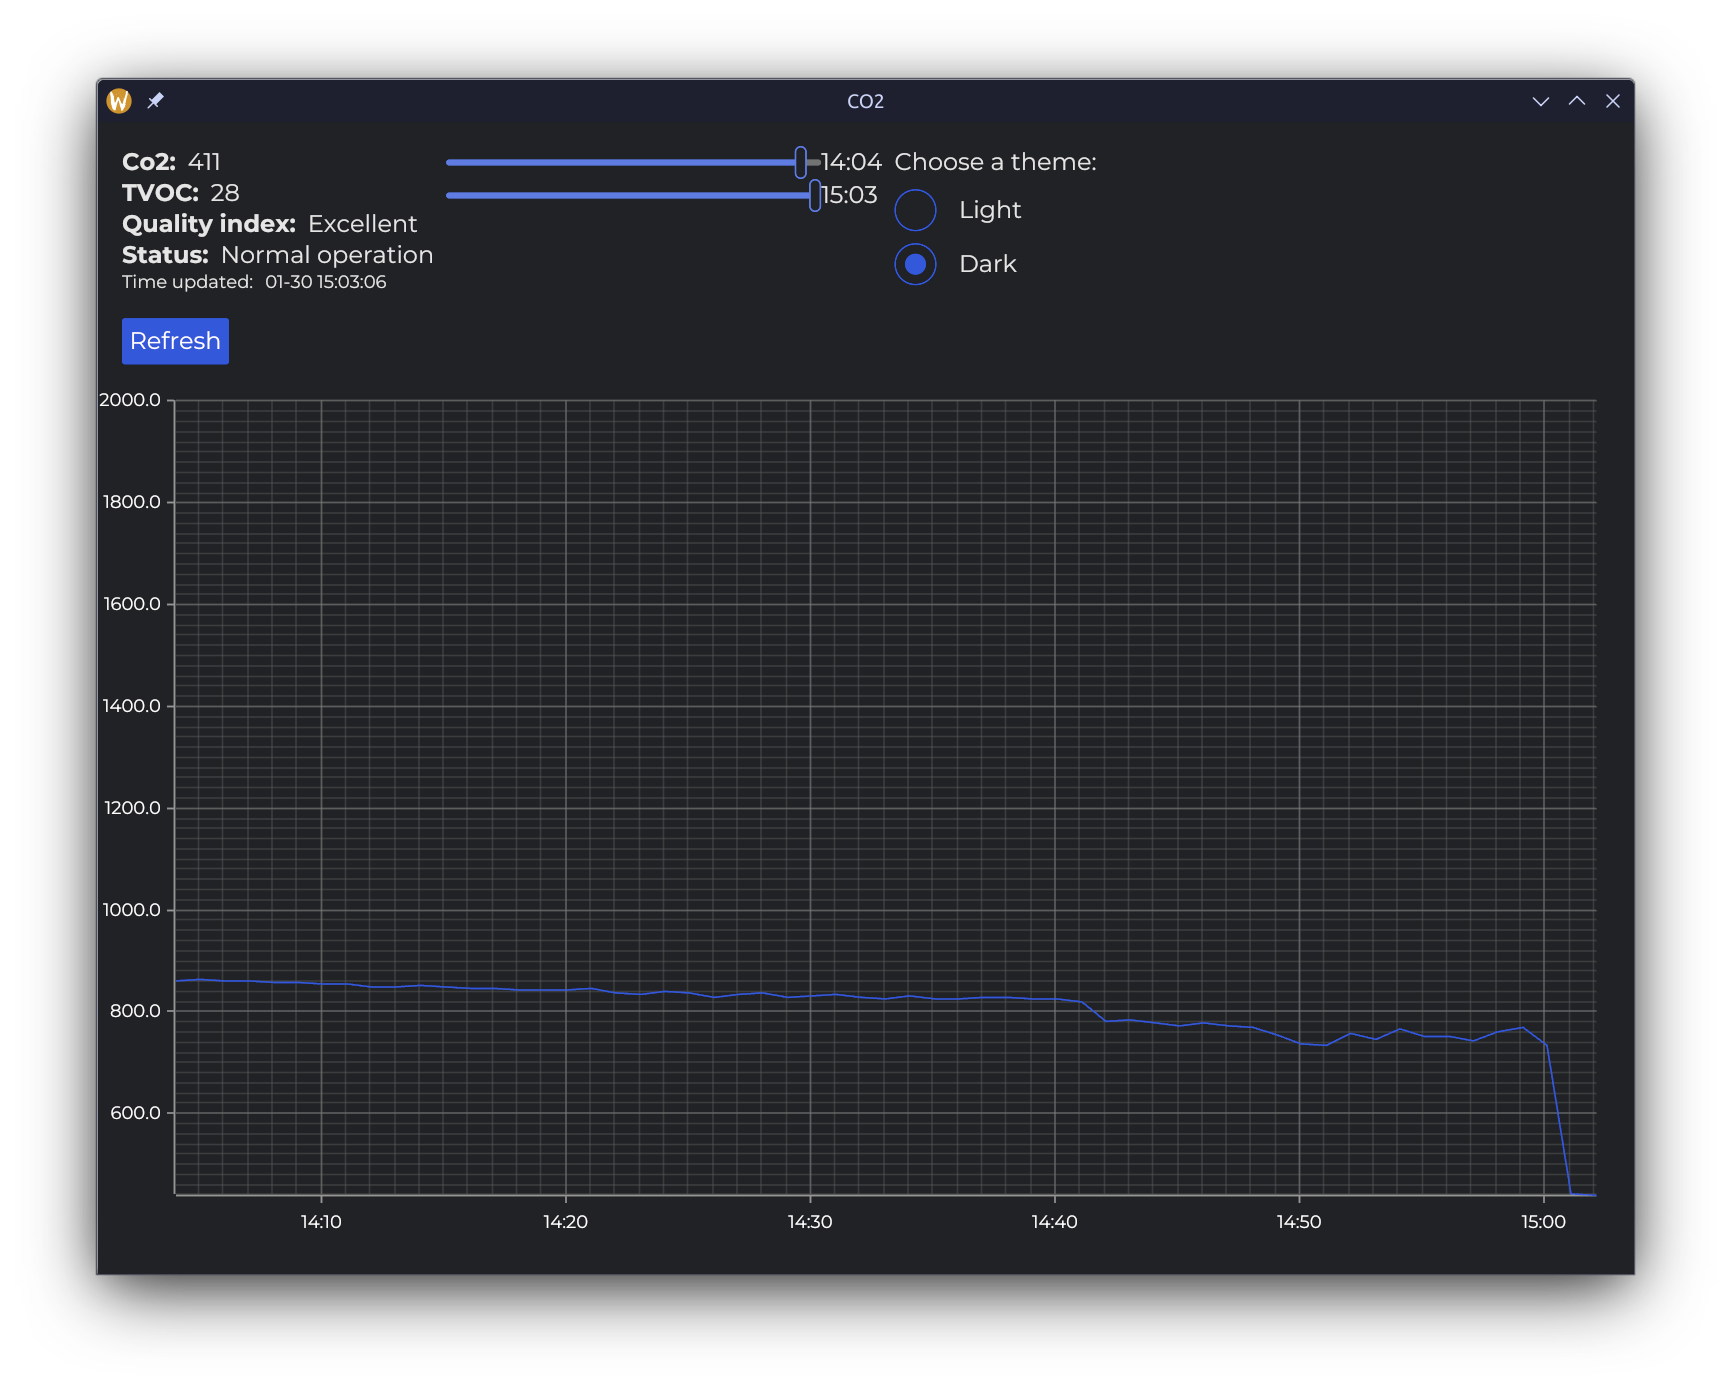 CO2
Co2: 411
TVOC: 28
Quality index: Excellent
Status: Normal operation
Time updated: 01-30 15:03:06
14:04
15:03
Choose a theme:
Light
Dark
Refresh
2000.0
1800.0
1600.0
1400.0
1200.0
1000.0
800.0
600.0
14:10 14:20 14:30 14:40 14:50 15:00